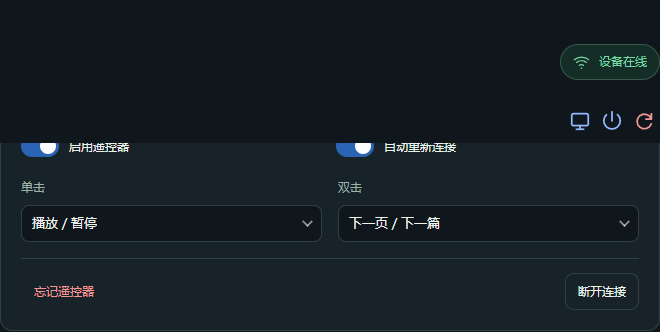 设备在线
启用遥控器
自动重新连接
单击
双击
播放 / 暂停
下一页 / 下一篇
忘记遥控器
断开连接